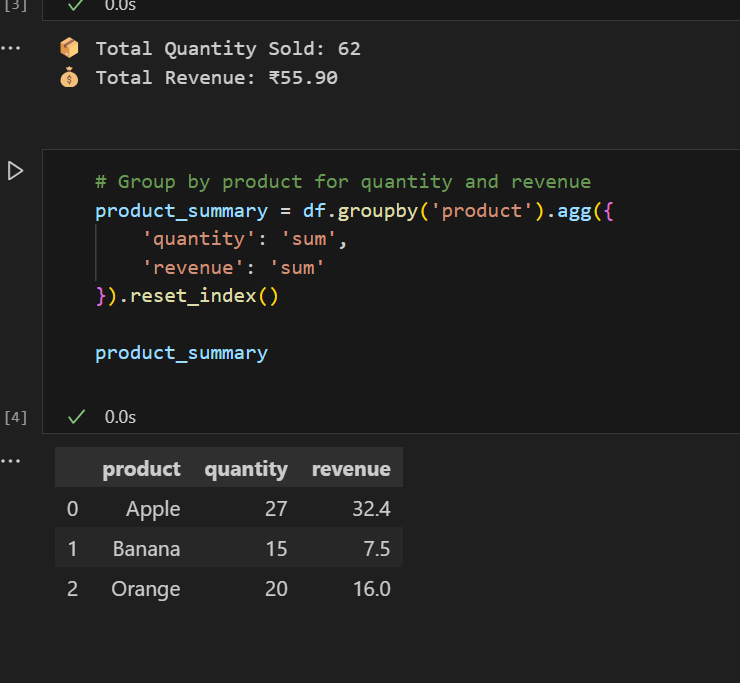 [3] ✓ 0.0s
... 📦 Total Quantity Sold: 62
💰 Total Revenue: ₹55.90
# Group by product for quantity and revenue
product_summary = df.groupby('product').agg({
    'quantity': 'sum',
    'revenue': 'sum'
}).reset_index()
product_summary
[4] ✓ 0.0s
...
product quantity revenue
0 Apple 27 32.4
1 Banana 15 7.5
2 Orange 20 16.0